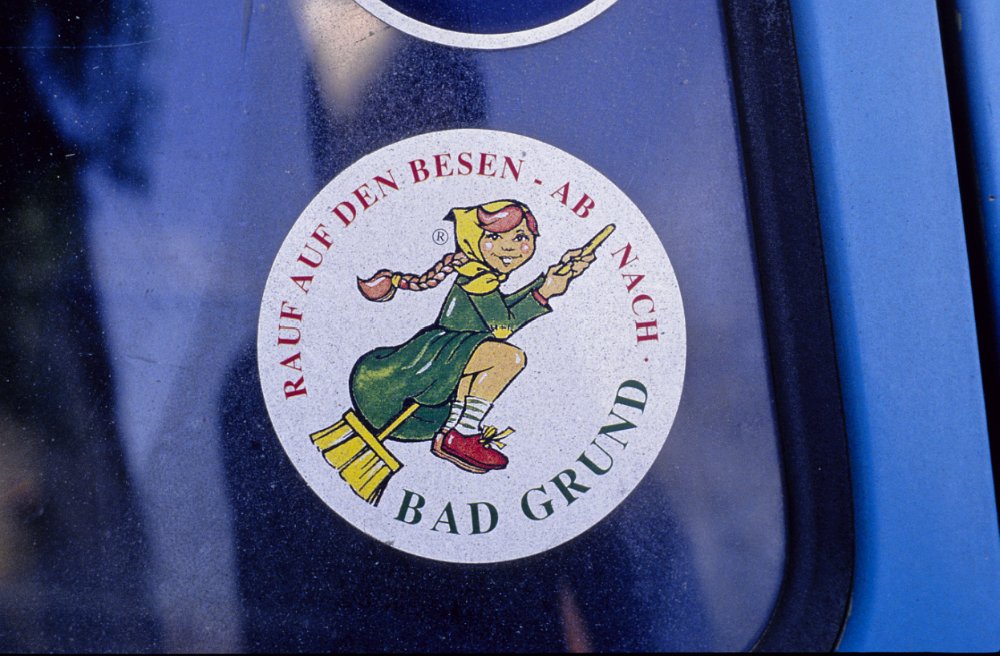 RAUF AUF DEN BESEN - AB NACH ·
BAD GRUND
®